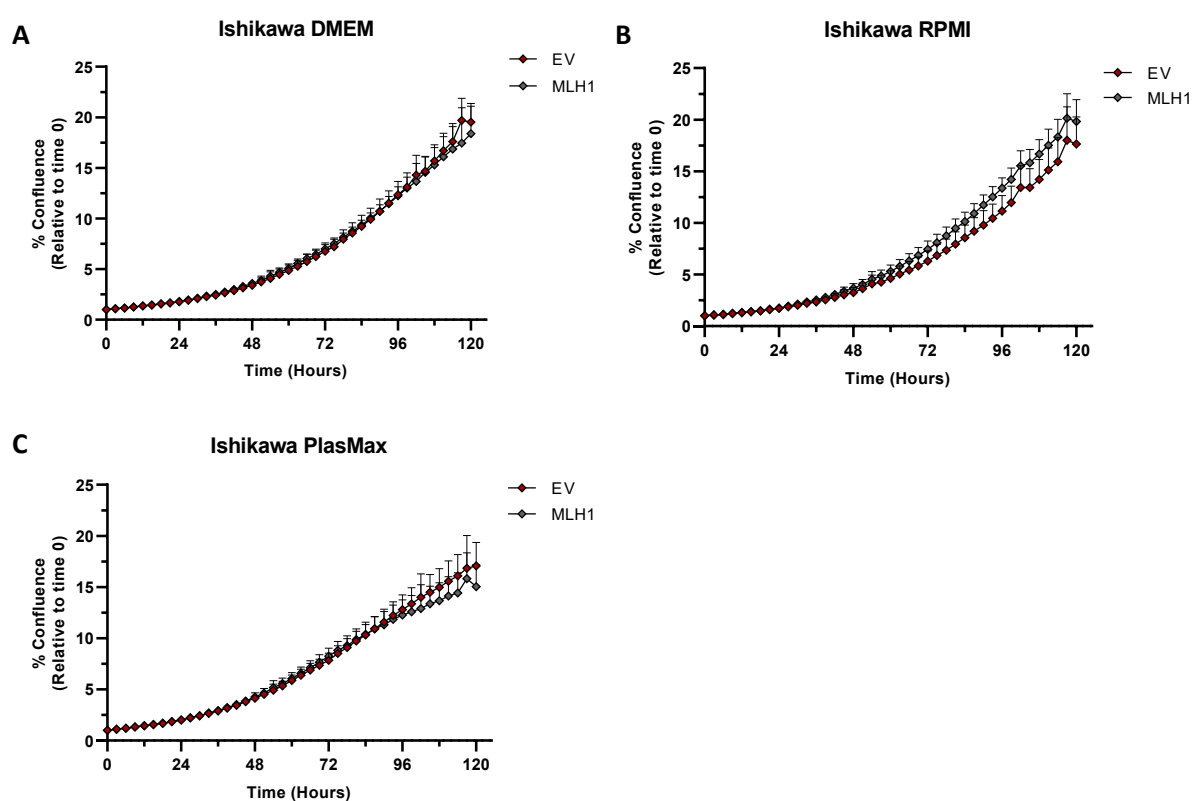 A
Ishikawa DMEM
EV
MLH1
% Confluence
(Relative to time 0)
25
20
15
10
5
0
0 24 48 72 96 120
Time (Hours)
B
Ishikawa RPMI
EV
MLH1
% Confluence
(Relative to time 0)
25
20
15
10
5
0
0 24 48 72 96 120
Time (Hours)
C
Ishikawa PlasMax
EV
MLH1
% Confluence
(Relative to time 0)
25
20
15
10
5
0
0 24 48 72 96 120
Time (Hours)